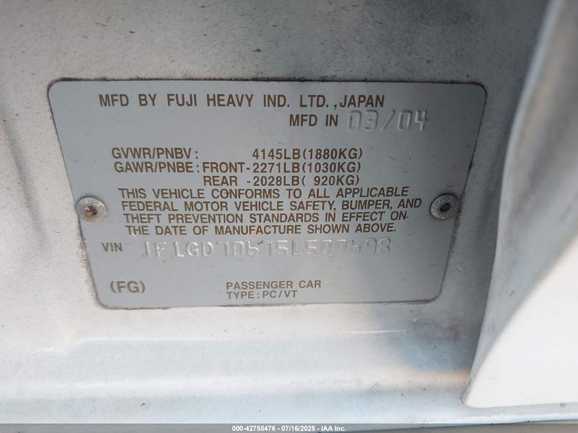 MFD BY FUJI HEAVY IND. LTD., JAPAN
MFD IN 03/04
GVWR/PNBV: 4145LB(1880KG)
GAWR/PNBE: FRONT-2271LB(1030KG)
REAR -2028LB( 920KG)
THIS VEHICLE CONFORMS TO ALL APPLICABLE
FEDERAL MOTOR VEHICLE SAFETY, BUMPER, AND
THEFT PREVENTION STANDARDS IN EFFECT ON
THE DATE OF MANUFACTURE SHOWN ABOVE.
VIN
(FG) PASSENGER CAR
TYPE: PC/VT
000-42758476 - 07/16/2025 - IAA Inc.